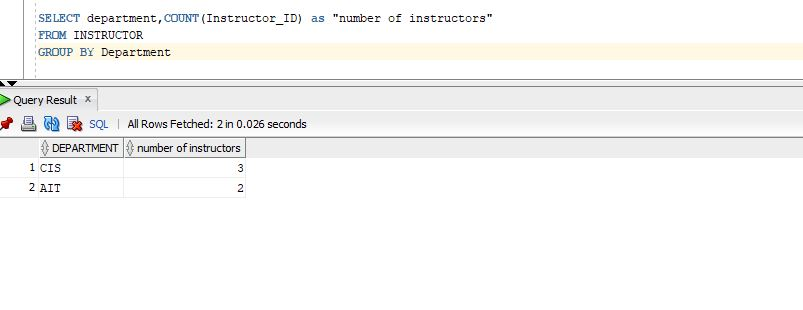 SELECT department,COUNT(Instructor_ID) as "number of instructors"
FROM INSTRUCTOR
GROUP BY Department
Query Result x
SQL | All Rows Fetched: 2 in 0.026 seconds
DEPARTMENT number of instructors
1 CIS 3
2 AIT 2